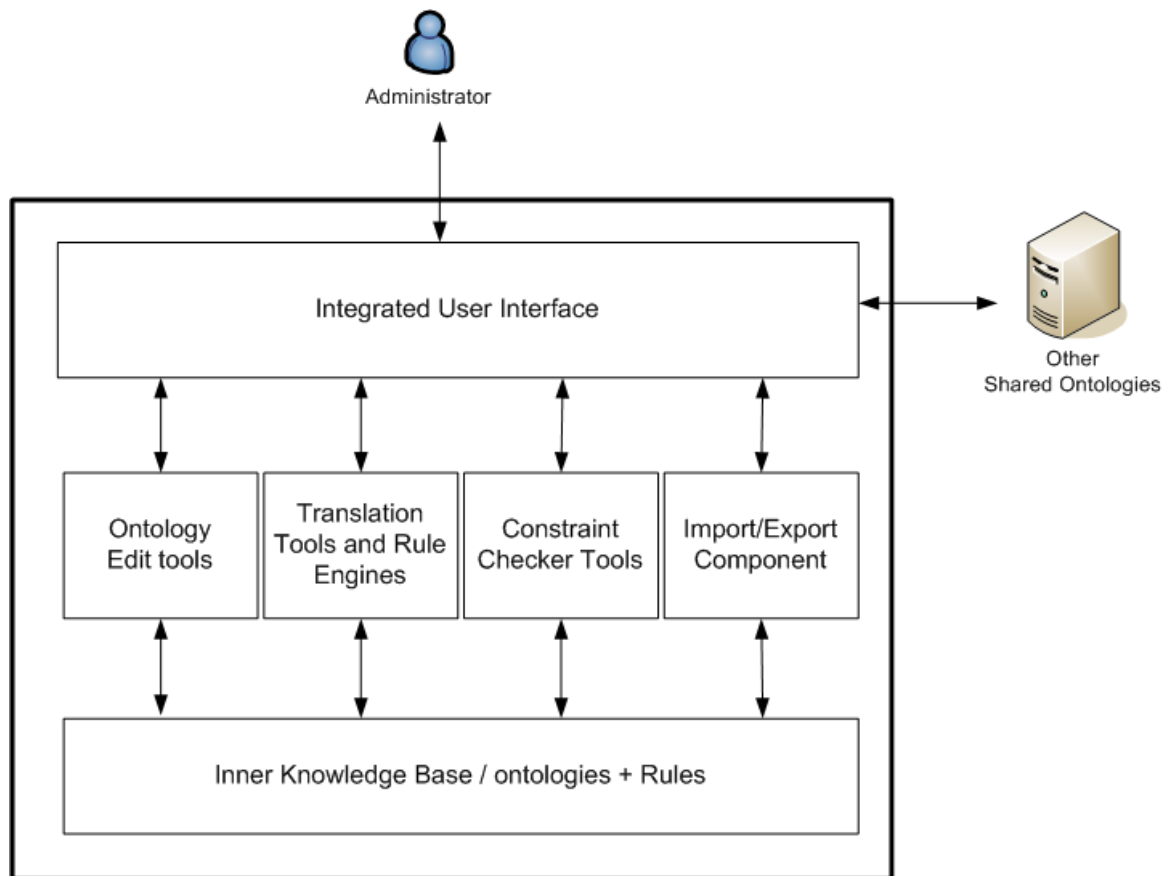 Administrator
Integrated User Interface
Other
Shared Ontologies
Ontology
Edit tools
Translation
Tools and Rule
Engines
Constraint
Checker Tools
Import/Export
Component
Inner Knowledge Base / ontologies + Rules